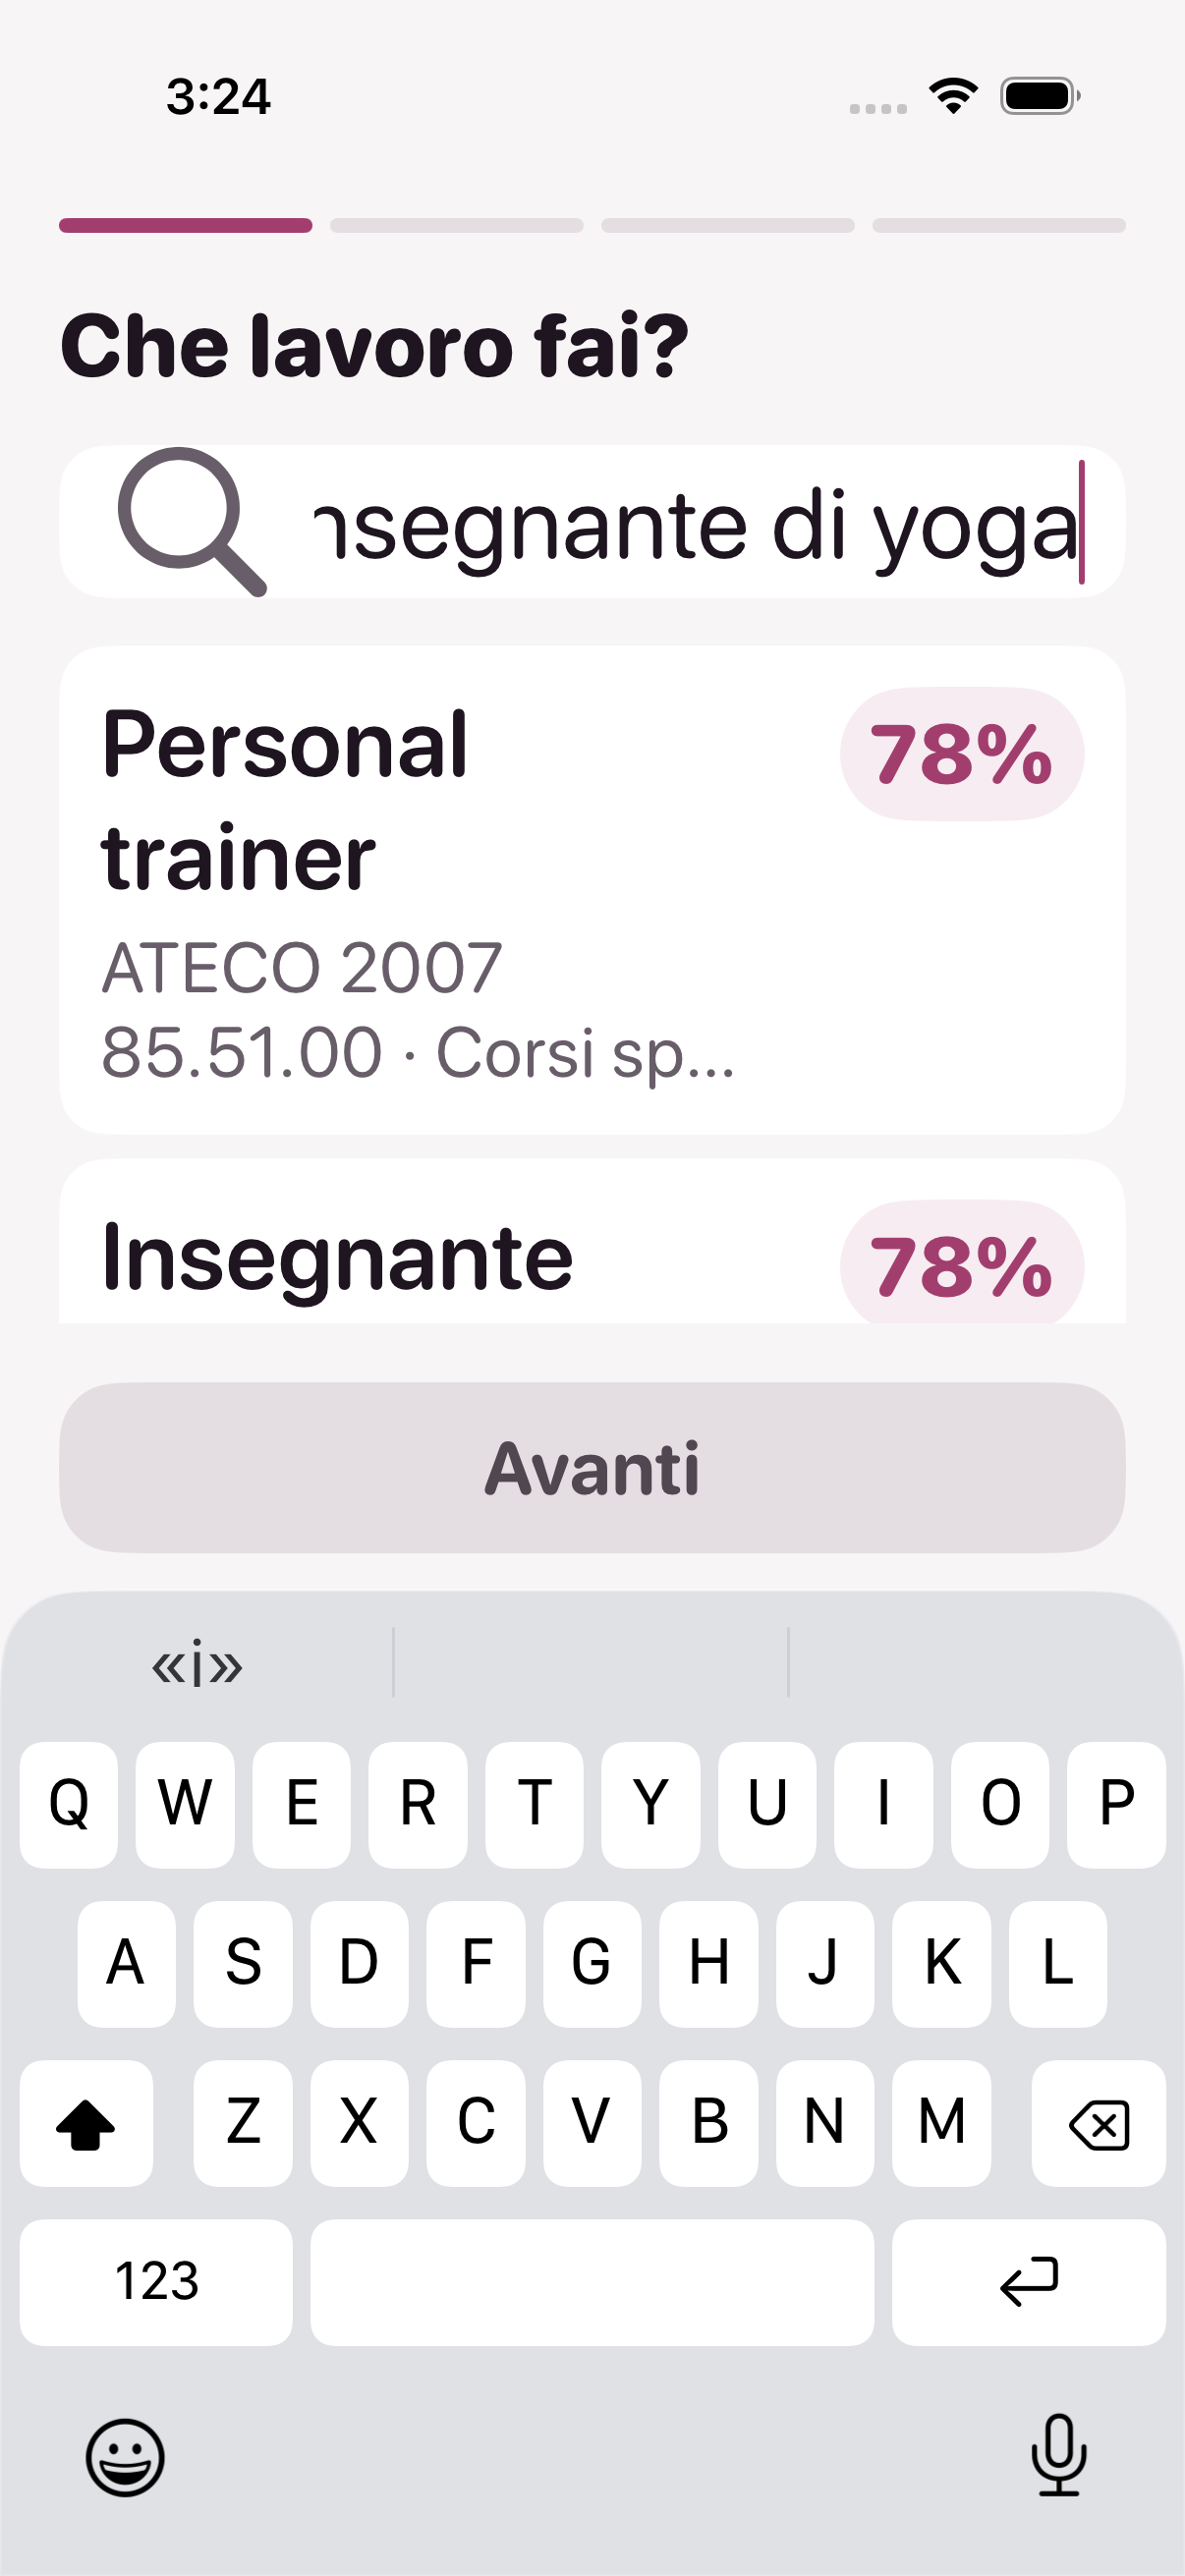 3:24
Che lavoro fai?
nsegnante di yoga
Personal
trainer
78%
ATECO 2007
85.51.00 · Corsi sp...
Insegnante
78%
Avanti
«i»
Q W E R T Y U I O P
A S D F G H J K L
Z X C V B N M
123